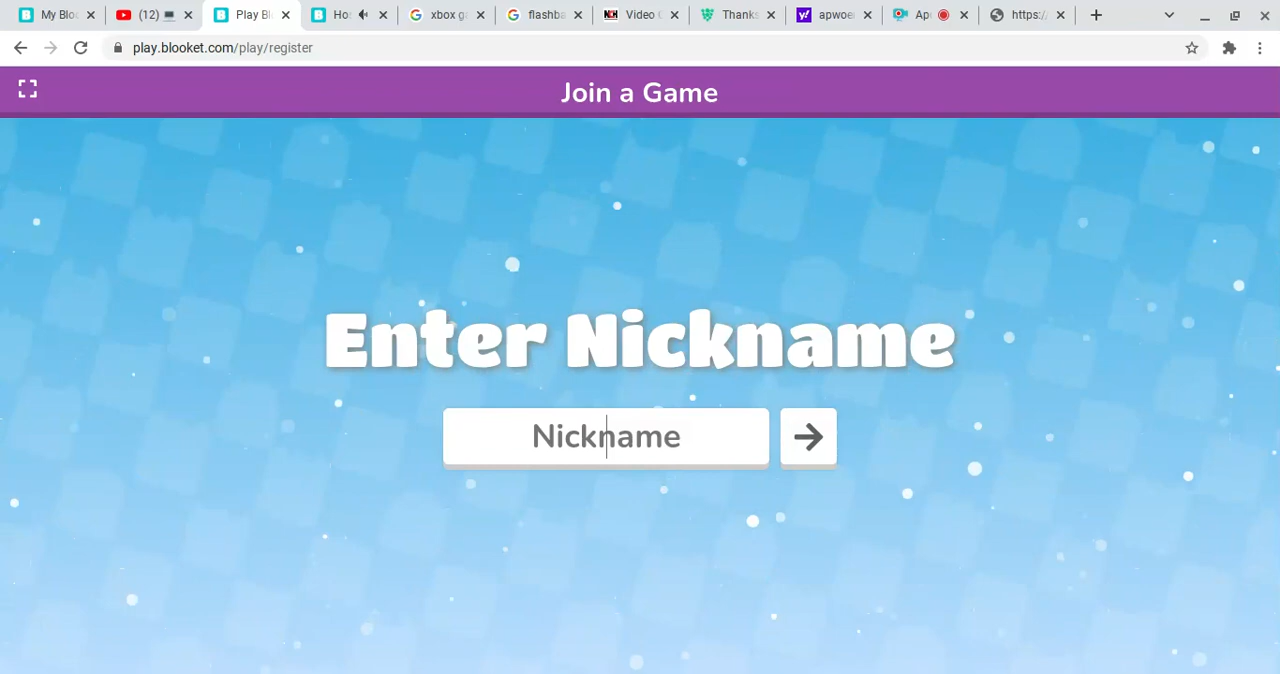 My Bloo
(12)
Play Bl
Ho
xbox g
flashba
Video
Thanks
apwoe
Ap
https:/
play.blooket.com/play/register
Join a Game
Enter Nickname
Nickname